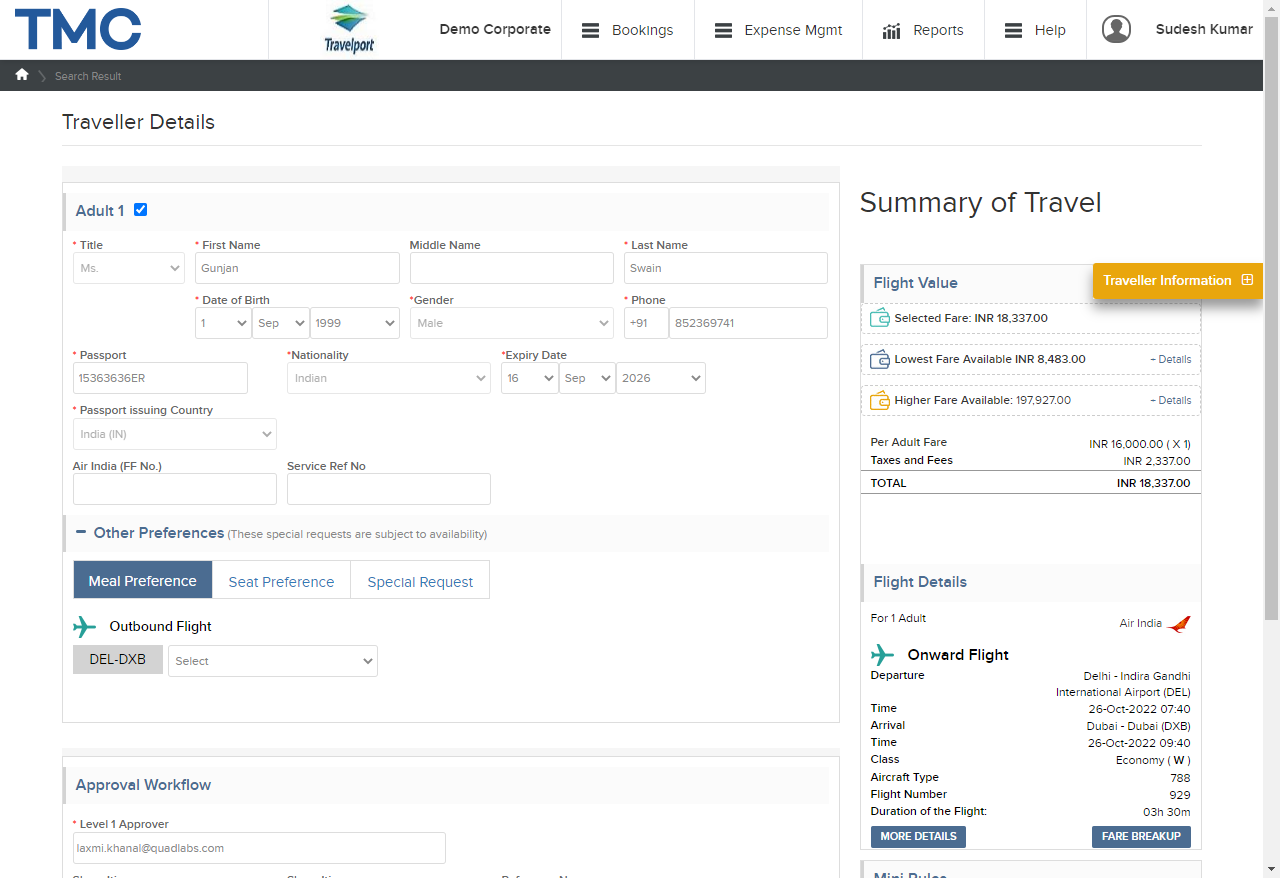 TMC
Travelport
Demo Corporate
Bookings
Expense Mgmt
Reports
Help
Sudesh Kumar
Search Result
Traveller Details
Adult 1
* Title
* First Name
Middle Name
* Last Name
Ms.
Gunjan
Swain
* Date of Birth
*Gender
* Phone
1
Sep
1999
Male
+91
852369741
* Passport
*Nationality
*Expiry Date
15363636ER
Indian
16
Sep
2026
* Passport issuing Country
India (IN)
Air India (FF No.)
Service Ref No
Other Preferences (These special requests are subject to availability)
Meal Preference
Seat Preference
Special Request
Outbound Flight
DEL-DXB
Select
Approval Workflow
* Level 1 Approver
laxmi.khanal@quadlabs.com
Summary of Travel
Flight Value
Traveller Information
Selected Fare: INR 18,337.00
Lowest Fare Available INR 8,483.00
+ Details
Higher Fare Available: 197,927.00
+ Details
Per Adult Fare
INR 16,000.00 ( X 1)
Taxes and Fees
INR 2,337.00
TOTAL
INR 18,337.00
Flight Details
For 1 Adult
Air India
Onward Flight
Departure
Delhi - Indira Gandhi
International Airport (DEL)
Time
26-Oct-2022 07:40
Arrival
Dubai - Dubai (DXB)
Time
26-Oct-2022 09:40
Class
Economy ( W )
Aircraft Type
788
Flight Number
929
Duration of the Flight:
03h 30m
MORE DETAILS
FARE BREAKUP
Mini Rules